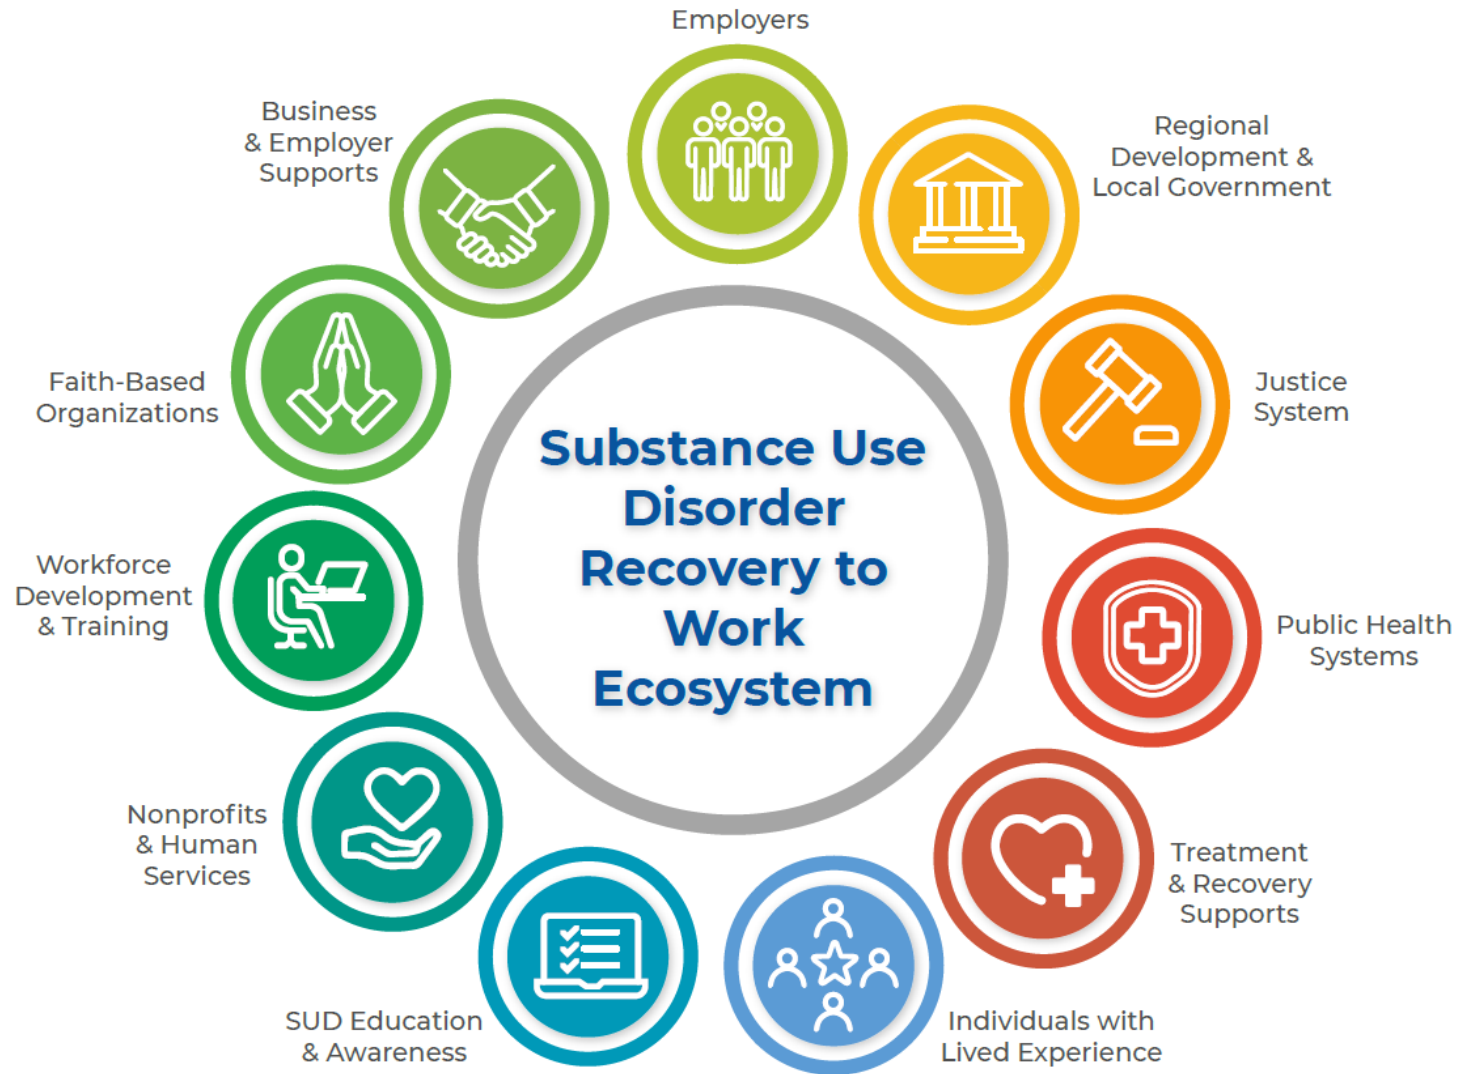 Employers
Business
& Employer
Supports
Regional
Development &
Local Government
Faith-Based
Organizations
Justice
System
Substance Use
Disorder
Recovery to
Work
Ecosystem
Workforce
Development
& Training
Public Health
Systems
Nonprofits
& Human
Services
Treatment
& Recovery
Supports
SUD Education
& Awareness
Individuals with
Lived Experience